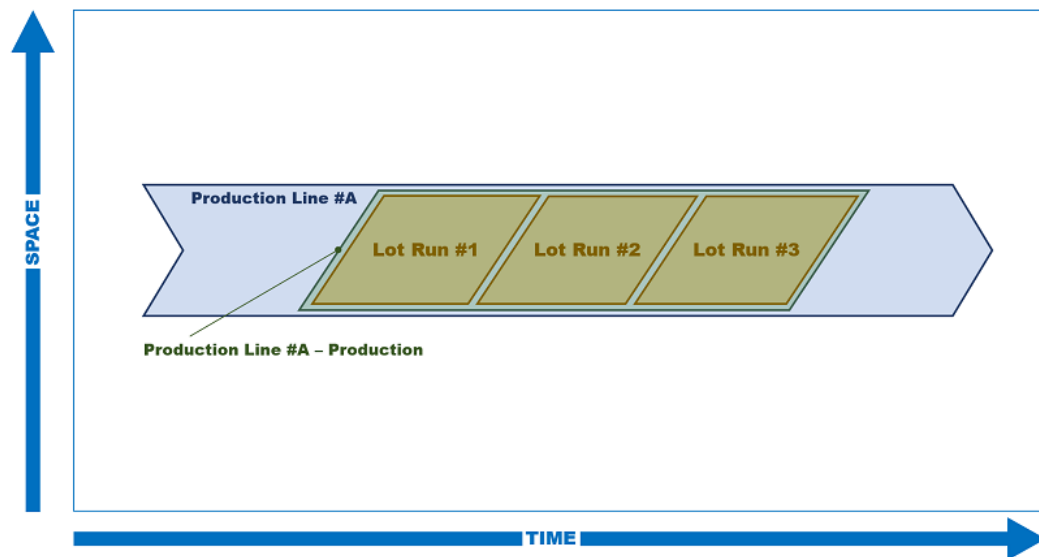 SPACE
Production Line #A
Lot Run #1
Lot Run #2
Lot Run #3
Production Line #A – Production
TIME